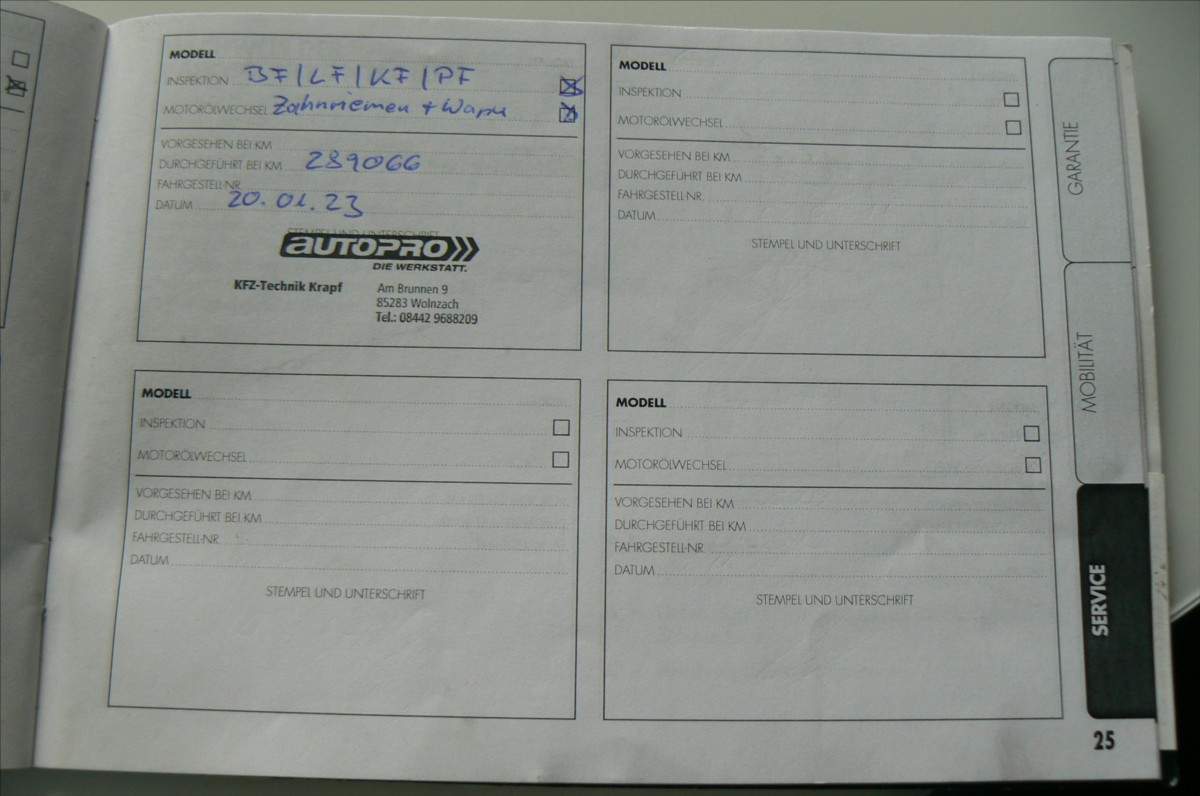 MODELL
INSPEKTION BF/LF/KF/PF
MOTORÖLWECHSEL Zahnriemen + Wapu
VORGESEHEN BEI KM
DURCHGEFÜHRT BEI KM 289066
FAHRGESTELL-NR.
DATUM 20.01.23
STEMPEL UND UNTERSCHRIFT
AUTOPRO
DIE WERKSTATT.
KFZ-Technik Krapf
Am Brunnen 9
85283 Wolnzach
Tel.: 08442 9688209
MODELL
INSPEKTION
MOTORÖLWECHSEL
VORGESEHEN BEI KM
DURCHGEFÜHRT BEI KM
FAHRGESTELL-NR.
DATUM
STEMPEL UND UNTERSCHRIFT
MODELL
INSPEKTION
MOTORÖLWECHSEL
VORGESEHEN BEI KM
DURCHGEFÜHRT BEI KM
FAHRGESTELL-NR.
DATUM
STEMPEL UND UNTERSCHRIFT
MODELL
INSPEKTION
MOTORÖLWECHSEL
VORGESEHEN BEI KM
DURCHGEFÜHRT BEI KM
FAHRGESTELL-NR.
DATUM
STEMPEL UND UNTERSCHRIFT
GARANTIE
MOBILITÄT
SERVICE
25